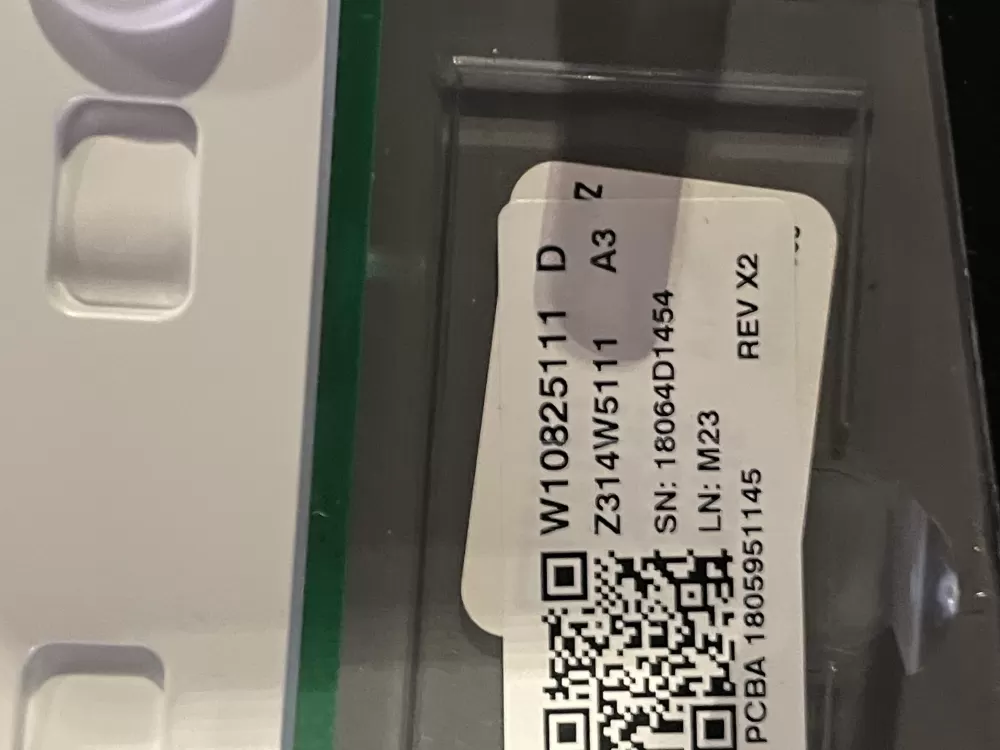 W10825111 D
Z314W5111 A3
SN: 18064D1454
LN: M23
REV X2
PCBA 1805951145